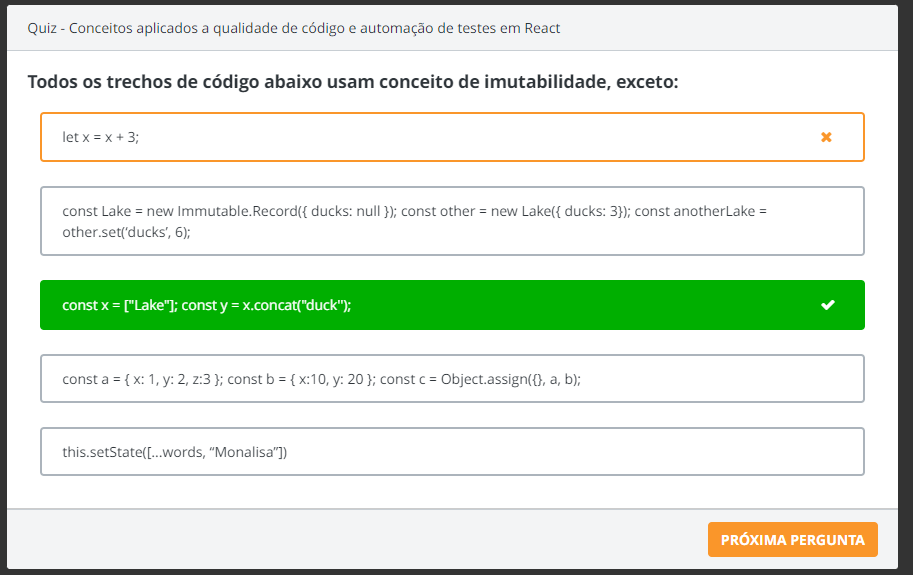 Quiz - Conceitos aplicados a qualidade de código e automação de testes em React
Todos os trechos de código abaixo usam conceito de imutabilidade, exceto:
let x = x + 3;
const Lake = new Immutable.Record({ ducks: null }); const other = new Lake({ ducks: 3}); const anotherLake =
other.set(‘ducks’, 6);
const x = ["Lake"]; const y = x.concat("duck");
const a = { x: 1, y: 2, z:3 }; const b = { x:10, y: 20 }; const c = Object.assign({}, a, b);
this.setState([...words, “Monalisa”])
PRÓXIMA PERGUNTA